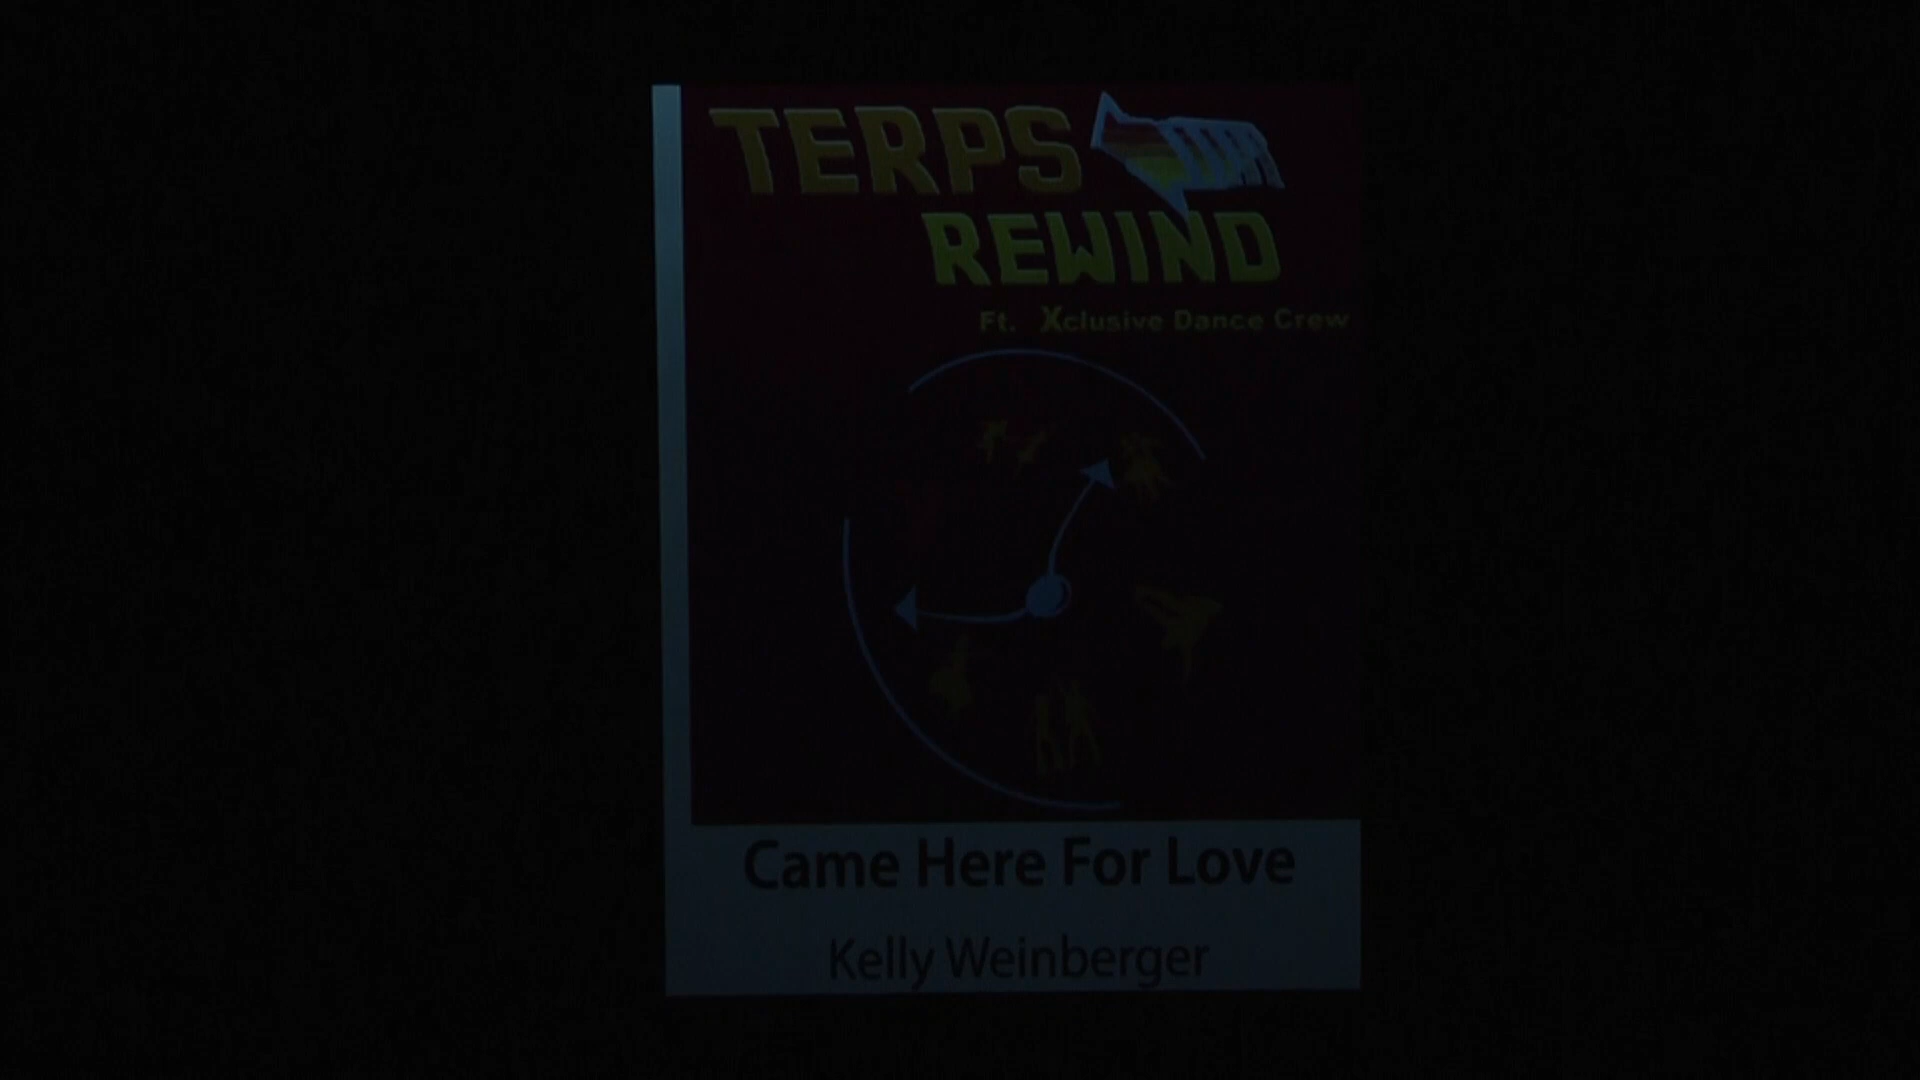 TERPS
REWIND
Ft. Xclusive Dance Crew
Came Here For Love
Kelly Weinberger